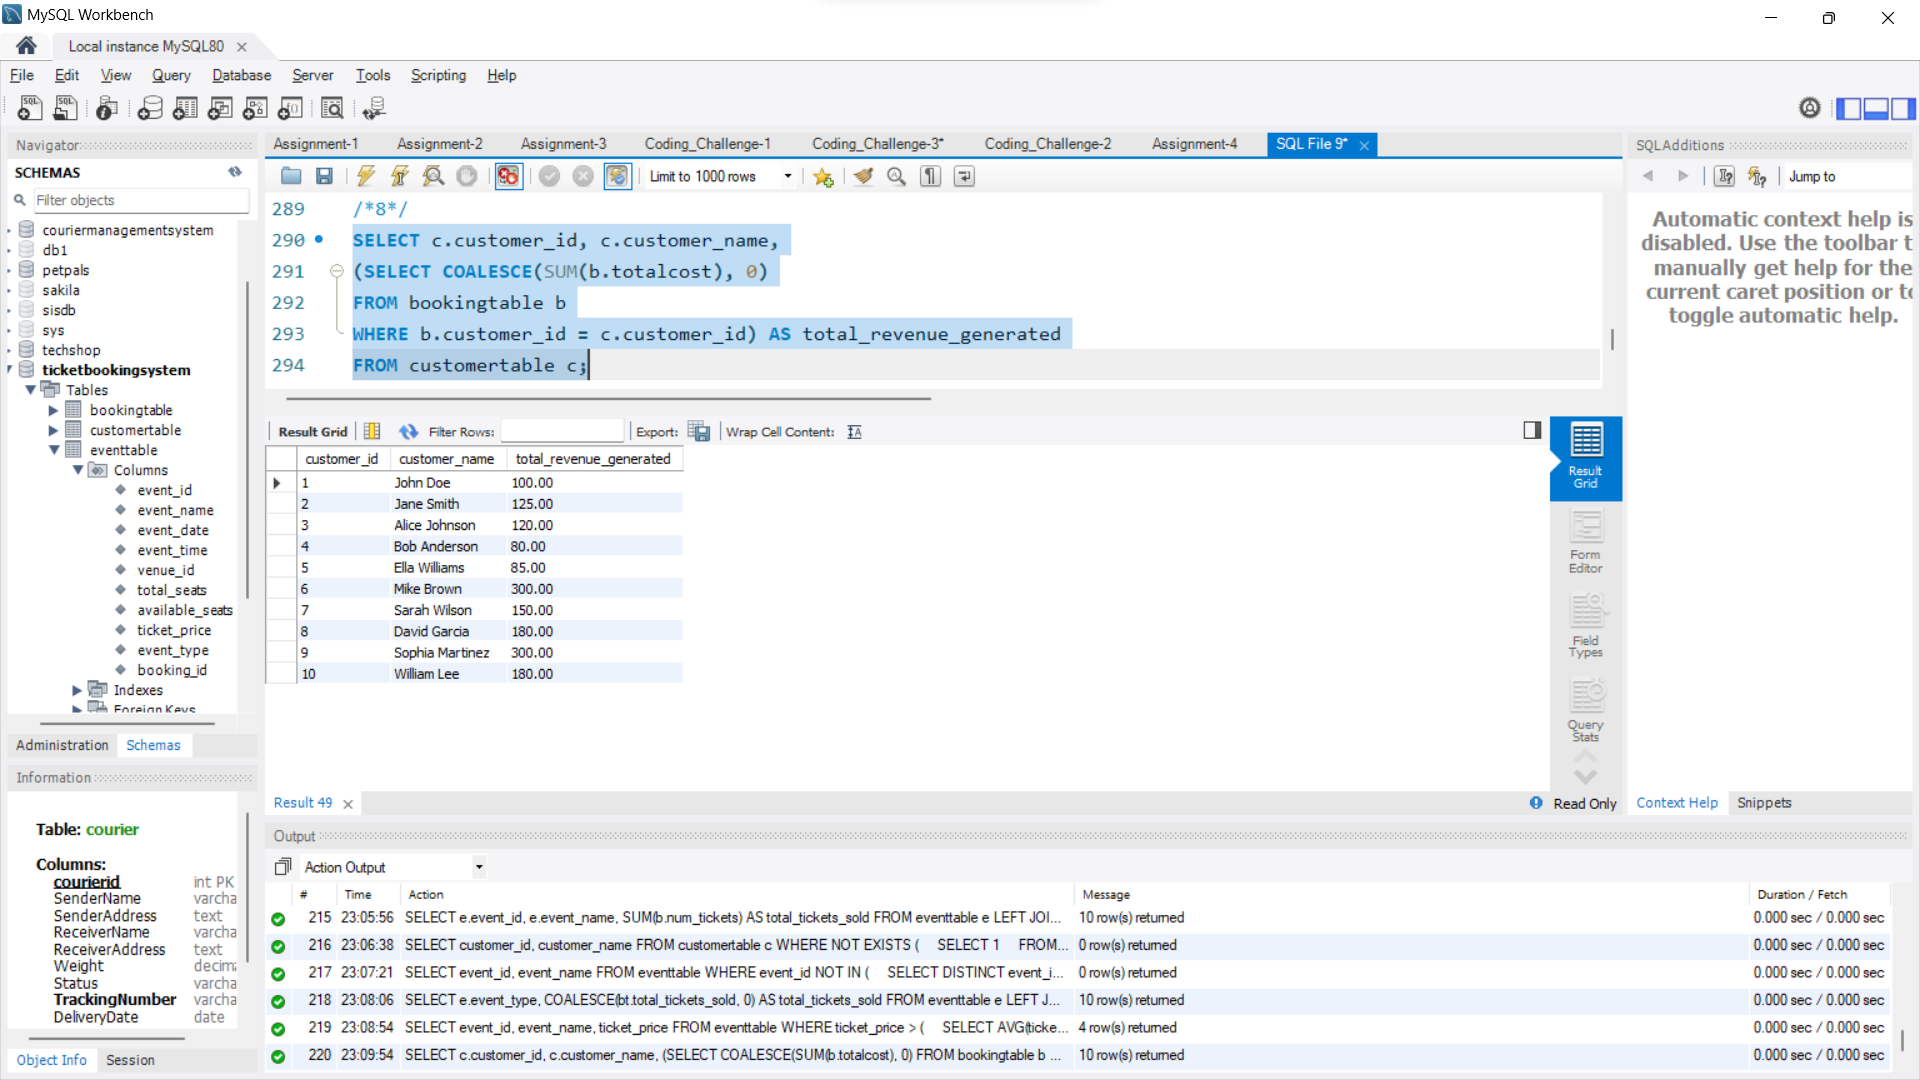 MySQL Workbench
Local instance MySQL80
File Edit View Query Database Server Tools Scripting Help
Navigator
SCHEMAS
Filter objects
couriermanagementsystem
db1
petpals
sakila
sisdb
sys
techshop
ticketbookingsystem
Tables
bookingtable
customertable
eventtable
Columns
event_id
event_name
event_date
event_time
venue_id
total_seats
available_seats
ticket_price
event_type
booking_id
Indexes
Foreign Keys
Administration Schemas
Information
Table: courier
Columns:
courierid int PK
SenderName varcha
SenderAddress text
ReceiverName varcha
ReceiverAddress text
Weight decima
Status varcha
TrackingNumber varcha
DeliveryDate date
Object Info Session
Assignment-1 Assignment-2 Assignment-3 Coding_Challenge-1 Coding_Challenge-3* Coding_Challenge-2 Assignment-4 SQL File 9*
Limit to 1000 rows
289 /*8*/
290 SELECT c.customer_id, c.customer_name,
291 (SELECT COALESCE(SUM(b.totalcost), 0)
292 FROM bookingtable b
293 WHERE b.customer_id = c.customer_id) AS total_revenue_generated
294 FROM customertable c;
Result Grid Filter Rows: Export: Wrap Cell Content:
customer_id customer_name total_revenue_generated
1 John Doe 100.00
2 Jane Smith 125.00
3 Alice Johnson 120.00
4 Bob Anderson 80.00
5 Ella Williams 85.00
6 Mike Brown 300.00
7 Sarah Wilson 150.00
8 David Garcia 180.00
9 Sophia Martinez 300.00
10 William Lee 180.00
Result
Grid
Form
Editor
Field
Types
Query
Stats
Result 49
Read Only
Output
Action Output
# Time Action Message Duration / Fetch
215 23:05:56 SELECT e.event_id, e.event_name, SUM(b.num_tickets) AS total_tickets_sold FROM eventtable e LEFT JOI... 10 row(s) returned 0.000 sec / 0.000 sec
216 23:06:38 SELECT customer_id, customer_name FROM customertable c WHERE NOT EXISTS ( SELECT 1 FROM... 0 row(s) returned 0.000 sec / 0.000 sec
217 23:07:21 SELECT event_id, event_name FROM eventtable WHERE event_id NOT IN ( SELECT DISTINCT event_i... 0 row(s) returned 0.000 sec / 0.000 sec
218 23:08:06 SELECT e.event_type, COALESCE(bt.total_tickets_sold, 0) AS total_tickets_sold FROM eventtable e LEFT J... 10 row(s) returned 0.000 sec / 0.000 sec
219 23:08:54 SELECT event_id, event_name, ticket_price FROM eventtable WHERE ticket_price > ( SELECT AVG(ticke... 4 row(s) returned 0.000 sec / 0.000 sec
220 23:09:54 SELECT c.customer_id, c.customer_name, (SELECT COALESCE(SUM(b.totalcost), 0) FROM bookingtable b ... 10 row(s) returned 0.000 sec / 0.000 sec
SQLAdditions
Jump to
Automatic context help is
disabled. Use the toolbar t
manually get help for the
current caret position or to
toggle automatic help.
Context Help Snippets